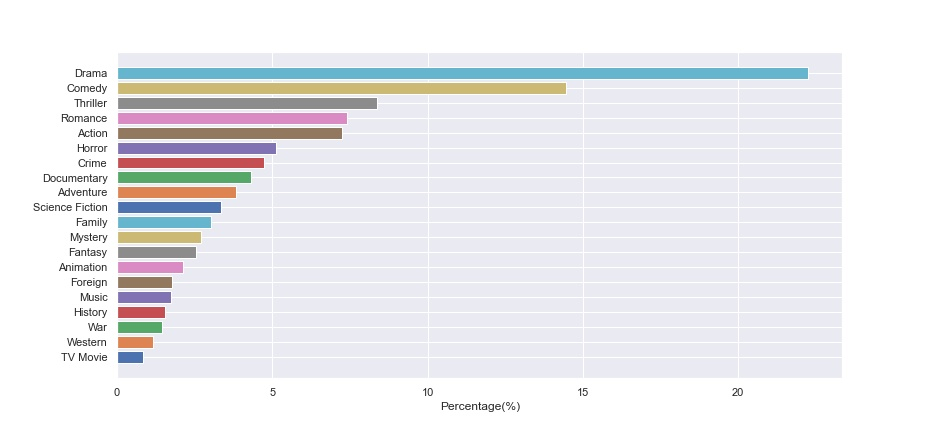 Drama
Comedy
Thriller
Romance
Action
Horror
Crime
Documentary
Adventure
Science Fiction
Family
Mystery
Fantasy
Animation
Foreign
Music
History
War
Western
TV Movie
0 5 10 15 20
Percentage(%)